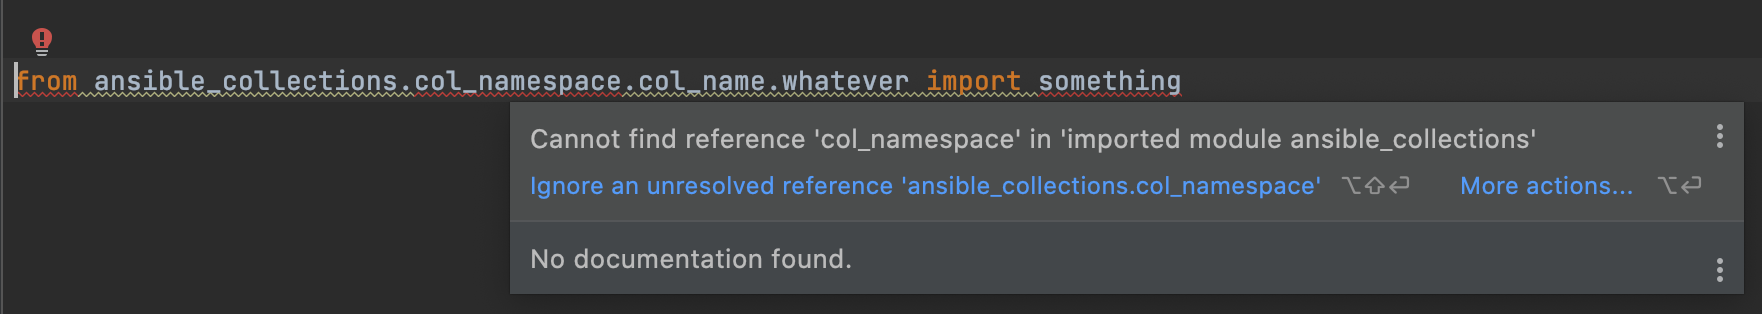 from ansible_collections.col_namespace.col_name.whatever import something
Cannot find reference 'col_namespace' in 'imported module ansible_collections'
Ignore an unresolved reference 'ansible_collections.col_namespace' ⌥⇧⏎ More actions... ⌥⏎
No documentation found.